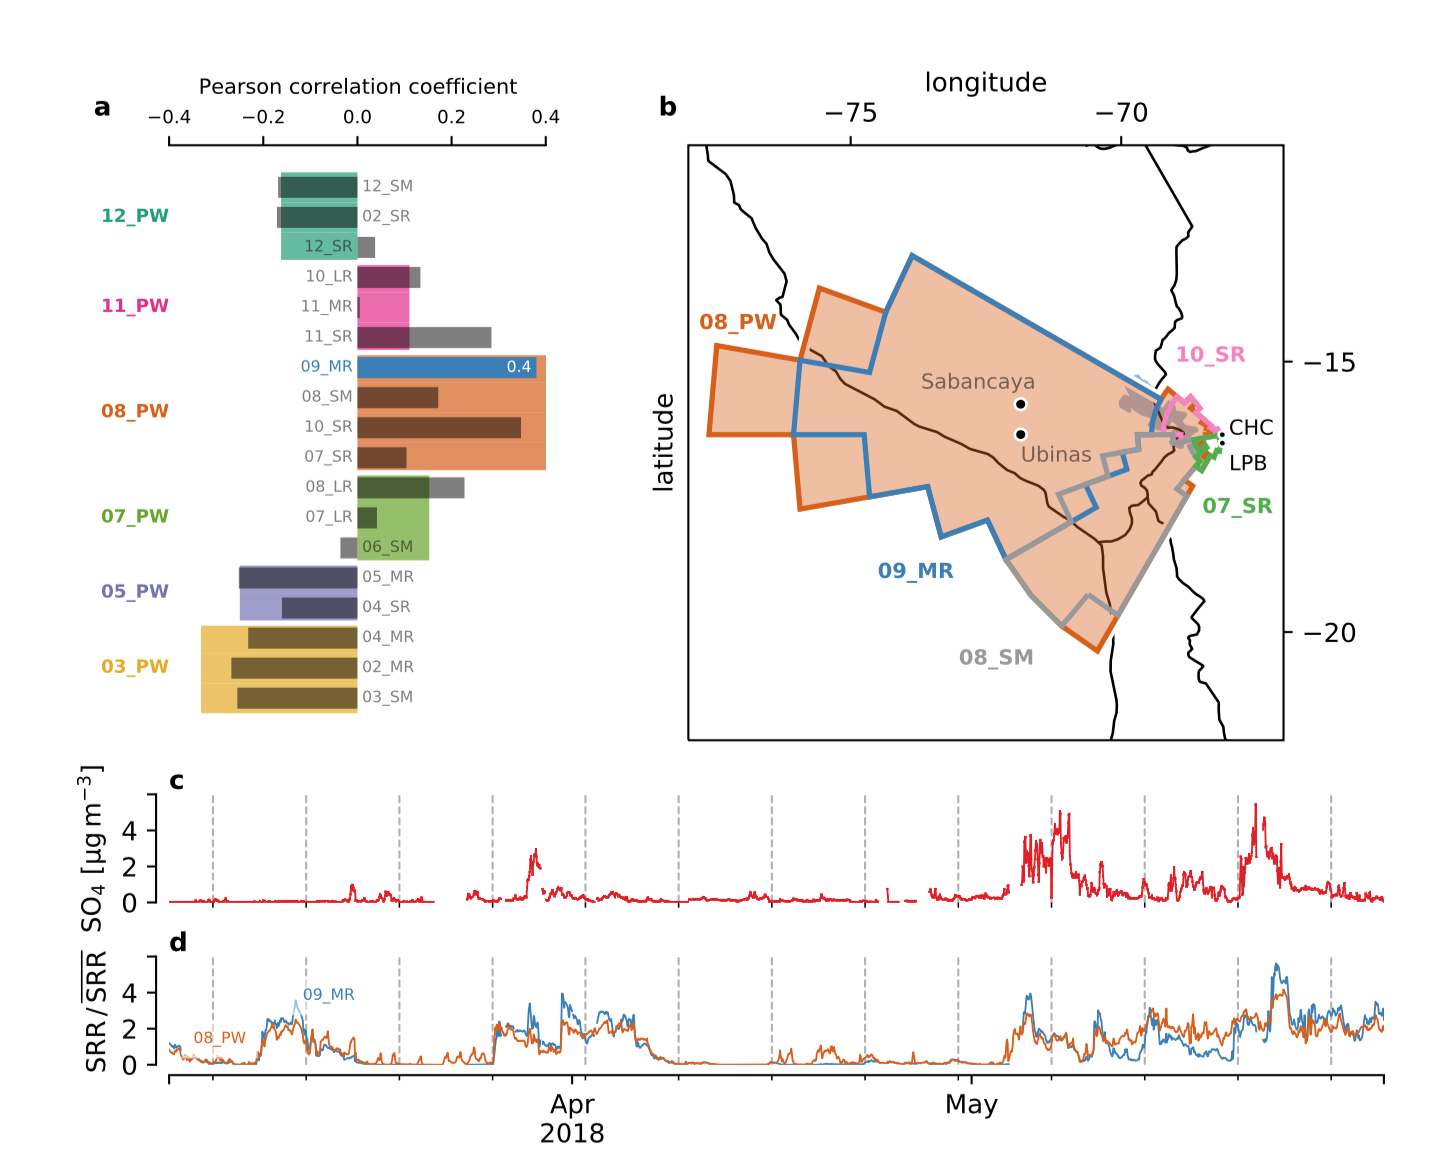 a
Pearson correlation coefficient
−0.4 −0.2 0.0 0.2 0.4
12_PW
12_SM
02_SR
12_SR
11_PW
10_LR
11_MR
11_SR
08_PW
09_MR 0.4
08_SM
10_SR
07_SR
07_PW
08_LR
07_LR
06_SM
05_PW
05_MR
04_SR
03_PW
04_MR
02_MR
03_SM
b
longitude
−75 −70
latitude
−15
−20
08_PW
10_SR
Sabancaya
Ubinas
CHC
LPB
07_SR
09_MR
08_SM
c
SO₄ [µg m⁻³]
4
2
0
d
SRR / S̅R̅R̅
4
2
0
09_MR
08_PW
Apr
2018
May